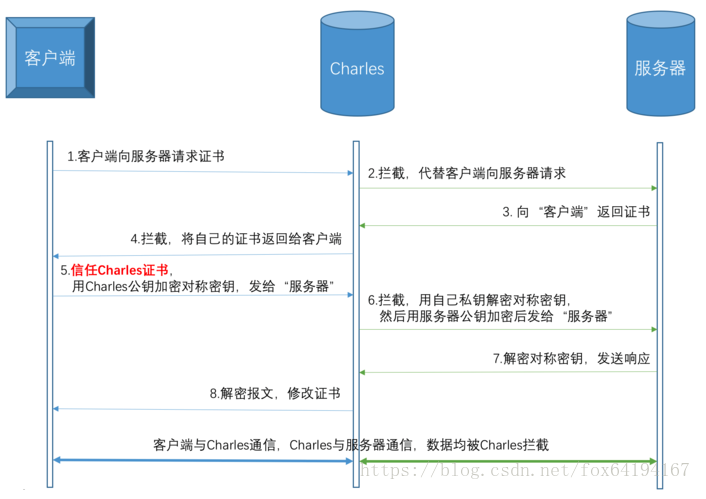 客户端
Charles
服务器
1.客户端向服务器请求证书
2.拦截，代替客户端向服务器请求
3. 向“客户端”返回证书
4.拦截，将自己的证书返回给客户端
5.信任Charles证书，
用Charles公钥加密对称密钥，发给“服务器”
6.拦截，用自己私钥解密对称密钥，
然后用服务器公钥加密后发给“服务器”
7.解密对称密钥，发送响应
8.解密报文，修改证书
客户端与Charles通信，Charles与服务器通信，数据均被Charles拦截
https://blog.csdn.net/fox64194167